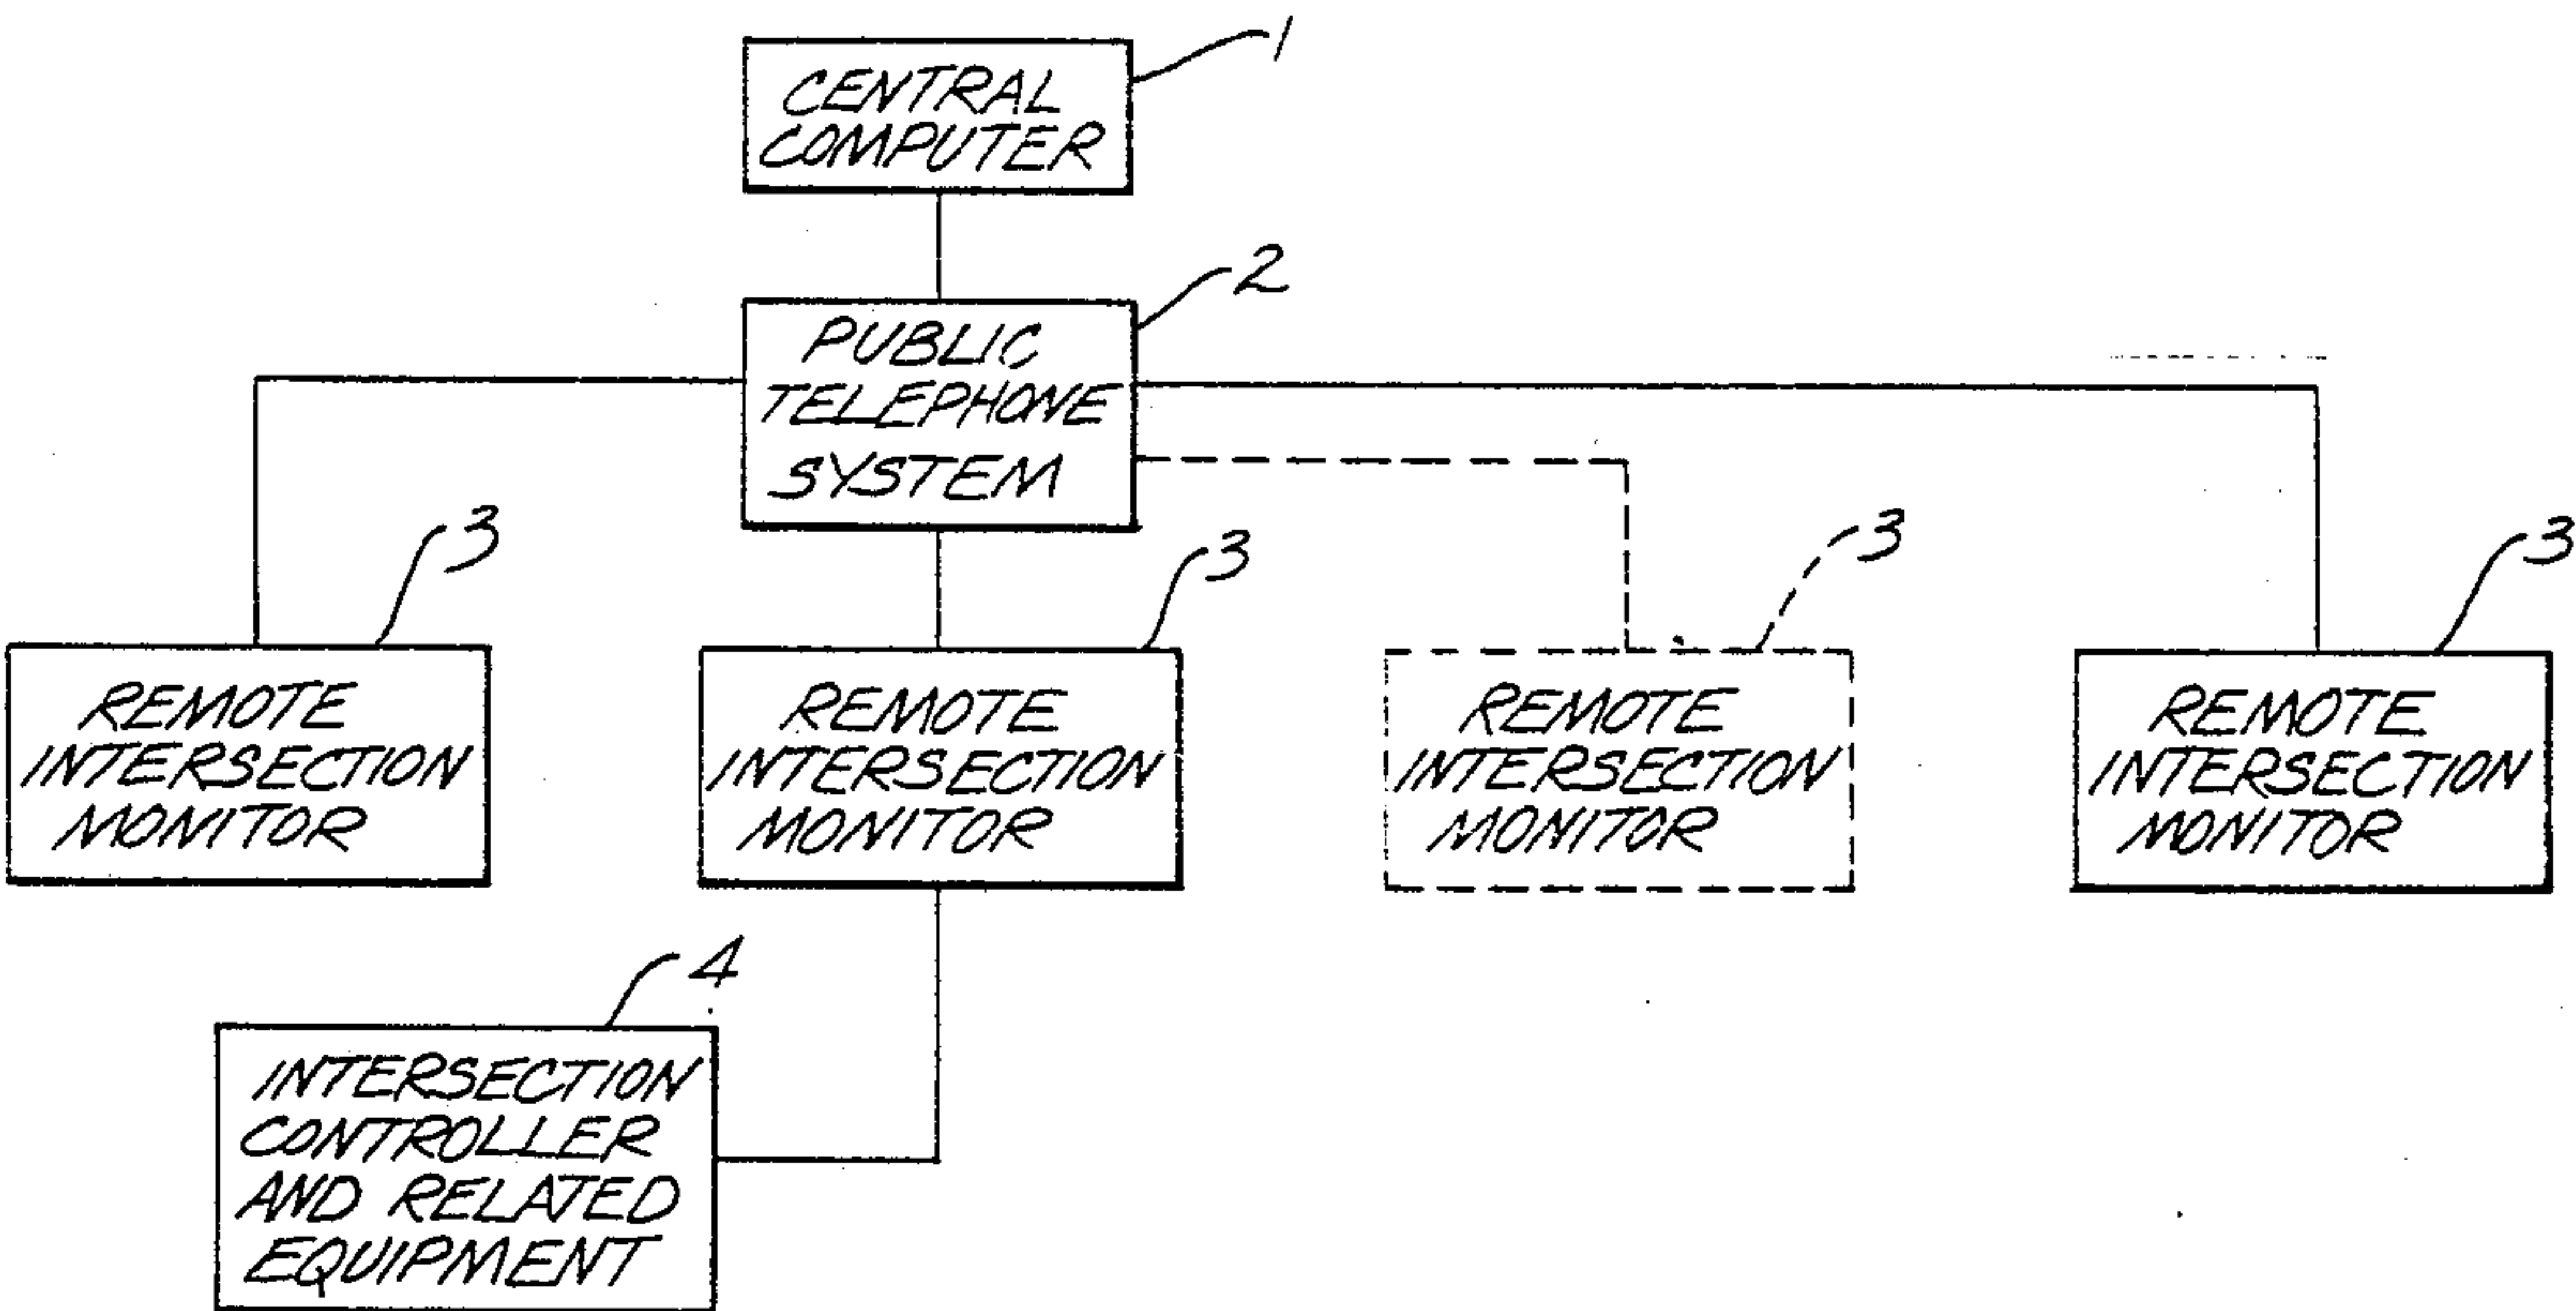 1
CENTRAL
COMPUTER
2
PUBLIC
TELEPHONE
SYSTEM
3
REMOTE
INTERSECTION
MONITOR
3
REMOTE
INTERSECTION
MONITOR
3
REMOTE
INTERSECTION
MONITOR
3
REMOTE
INTERSECTION
MONITOR
4
INTERSECTION
CONTROLLER
AND RELATED
EQUIPMENT